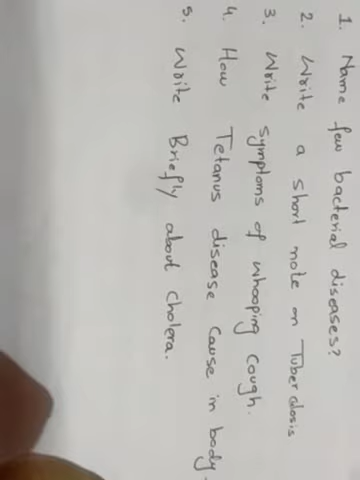 1. Name few bacterial diseases?
2. Write a short note on Tuberculosis
3. Write symptoms of whooping cough.
4. How Tetanus disease cause in body.
5. Write Briefly about cholera.